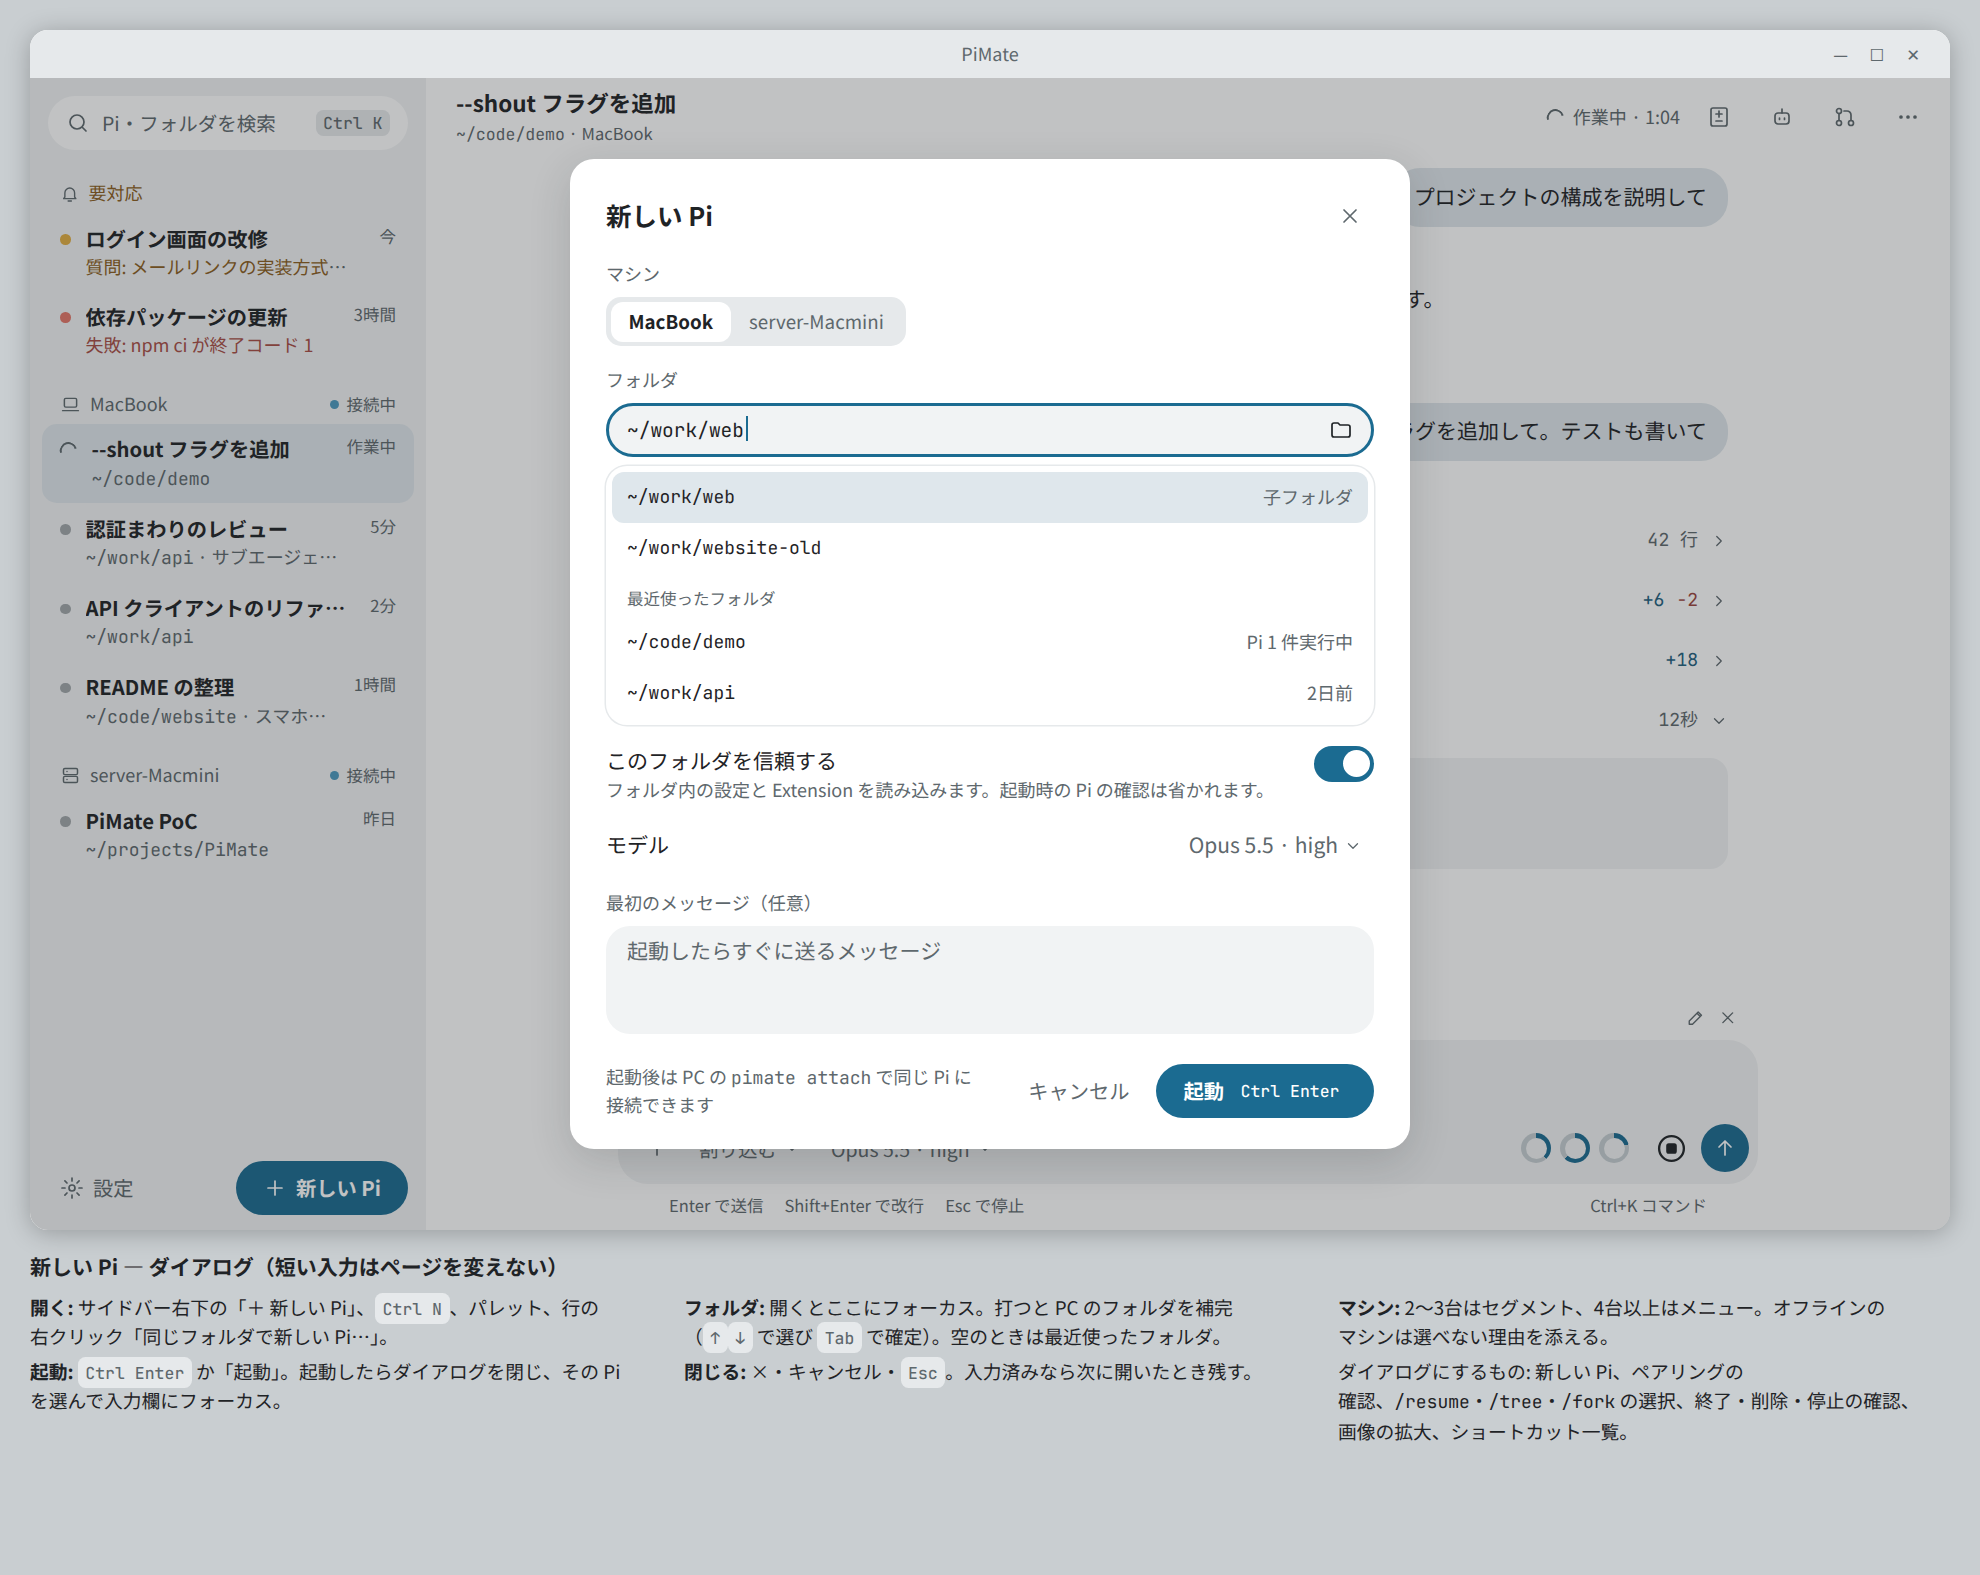 PiMate
Pi・フォルダを検索 Ctrl K
要対応
ログイン画面の改修 今
質問: メールリンクの実装方式…
依存パッケージの更新 3時間
失敗: npm ci が終了コード 1
MacBook 接続中
--shout フラグを追加 作業中
~/code/demo
認証まわりのレビュー 5分
~/work/api · サブエージェ…
API クライアントのリファ… 2分
~/work/api
README の整理 1時間
~/code/website · スマホ…
server-Macmini 接続中
PiMate PoC 昨日
~/projects/PiMate
設定
+ 新しい Pi
--shout フラグを追加
~/code/demo · MacBook
作業中 · 1:04
プロジェクトの構成を説明して
す。
グを追加して。テストも書いて
42 行
+6 -2
+18
12秒
新しい Pi
マシン
MacBook server-Macmini
フォルダ
~/work/web
~/work/web 子フォルダ
~/work/website-old
最近使ったフォルダ
~/code/demo Pi 1 件実行中
~/work/api 2日前
このフォルダを信頼する
フォルダ内の設定と Extension を読み込みます。起動時の Pi の確認は省かれます。
モデル Opus 5.5 · high
最初のメッセージ（任意）
起動したらすぐに送るメッセージ
起動後は PC の pimate attach で同じ Pi に
接続できます
キャンセル 起動 Ctrl Enter
割り込む Opus 5.5 · high
Enter で送信 Shift+Enter で改行 Esc で停止 Ctrl+K コマンド
新しい Pi — ダイアログ（短い入力はページを変えない）
開く: サイドバー右下の「＋ 新しい Pi」、 Ctrl N 、パレット、行の
右クリック「同じフォルダで新しい Pi…」。
起動: Ctrl Enter か「起動」。起動したらダイアログを閉じ、その Pi
を選んで入力欄にフォーカス。
フォルダ: 開くとここにフォーカス。打つと PC のフォルダを補完
（ ↑ ↓ で選び Tab で確定）。空のときは最近使ったフォルダ。
閉じる: ×・キャンセル・ Esc 。入力済みなら次に開いたとき残す。
マシン: 2〜3台はセグメント、4台以上はメニュー。オフラインの
マシンは選べない理由を添える。
ダイアログにするもの: 新しい Pi、ペアリングの
確認、/resume・/tree・/fork の選択、終了・削除・停止の確認、
画像の拡大、ショートカット一覧。